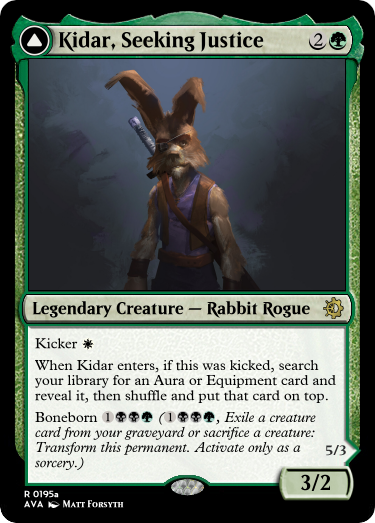 Kidar, Seeking Justice 2
Legendary Creature — Rabbit Rogue
Kicker
When Kidar enters, if this was kicked, search
your library for an Aura or Equipment card and
reveal it, then shuffle and put that card on top.
Boneborn 1 ( 1 , Exile a creature
card from your graveyard or sacrifice a creature:
Transform this permanent. Activate only as a
sorcery.)
5/3
3/2
R 0195a
AVA Matt Forsyth